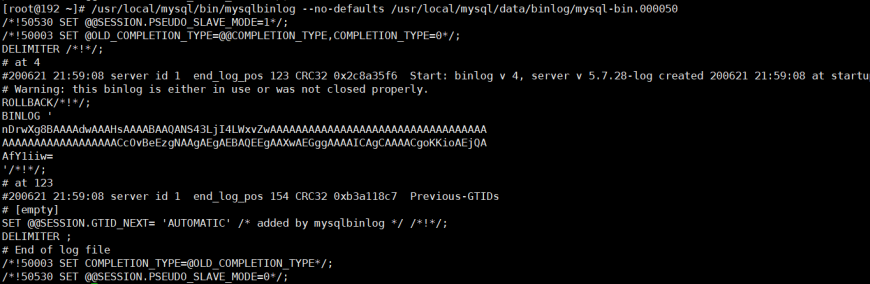 [root@192 ~]# /usr/local/mysql/bin/mysqlbinlog --no-defaults /usr/local/mysql/data/binlog/mysql-bin.000050
/*!50530 SET @@SESSION.PSEUDO_SLAVE_MODE=1*/;
/*!50003 SET @OLD_COMPLETION_TYPE=@@COMPLETION_TYPE,COMPLETION_TYPE=0*/;
DELIMITER /*!*/;
# at 4
#200621 21:59:08 server id 1  end_log_pos 123 CRC32 0x2c8a35f6  Start: binlog v 4, server v 5.7.28-log created 200621 21:59:08 at startu
# Warning: this binlog is either in use or was not closed properly.
ROLLBACK/*!*/;
BINLOG '
nDrwXg8BAAAAdwAAAHsAAAABAAQANS43LjI4LWxvZwAAAAAAAAAAAAAAAAAAAAAAAAAAAAAAAAAA
AAAAAAAAAAAAAAAAAACcOvBeEzgNAAgAEgAEBAQEEgAAXwAEGggAAAAICAgCAAAACgoKKioAEjQA
AfY1iiw=
'/*!*/;
# at 123
#200621 21:59:08 server id 1  end_log_pos 154 CRC32 0xb3a118c7  Previous-GTIDs
# [empty]
SET @@SESSION.GTID_NEXT= 'AUTOMATIC' /* added by mysqlbinlog */ /*!*/;
DELIMITER ;
# End of log file
/*!50003 SET COMPLETION_TYPE=@OLD_COMPLETION_TYPE*/;
/*!50530 SET @@SESSION.PSEUDO_SLAVE_MODE=0*/;